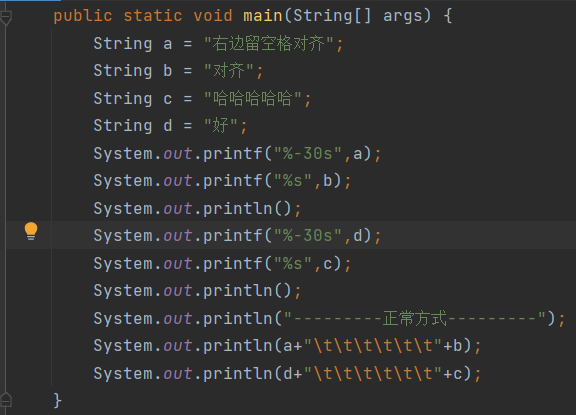 public static void main(String[] args) {
String a = "右边留空格对齐";
String b = "对齐";
String c = "哈哈哈哈哈";
String d = "好";
System.out.printf("%-30s",a);
System.out.printf("%s",b);
System.out.println();
System.out.printf("%-30s",d);
System.out.printf("%s",c);
System.out.println();
System.out.println("---------正常方式---------");
System.out.println(a+"\t\t\t\t\t\t"+b);
System.out.println(d+"\t\t\t\t\t\t"+c);
}